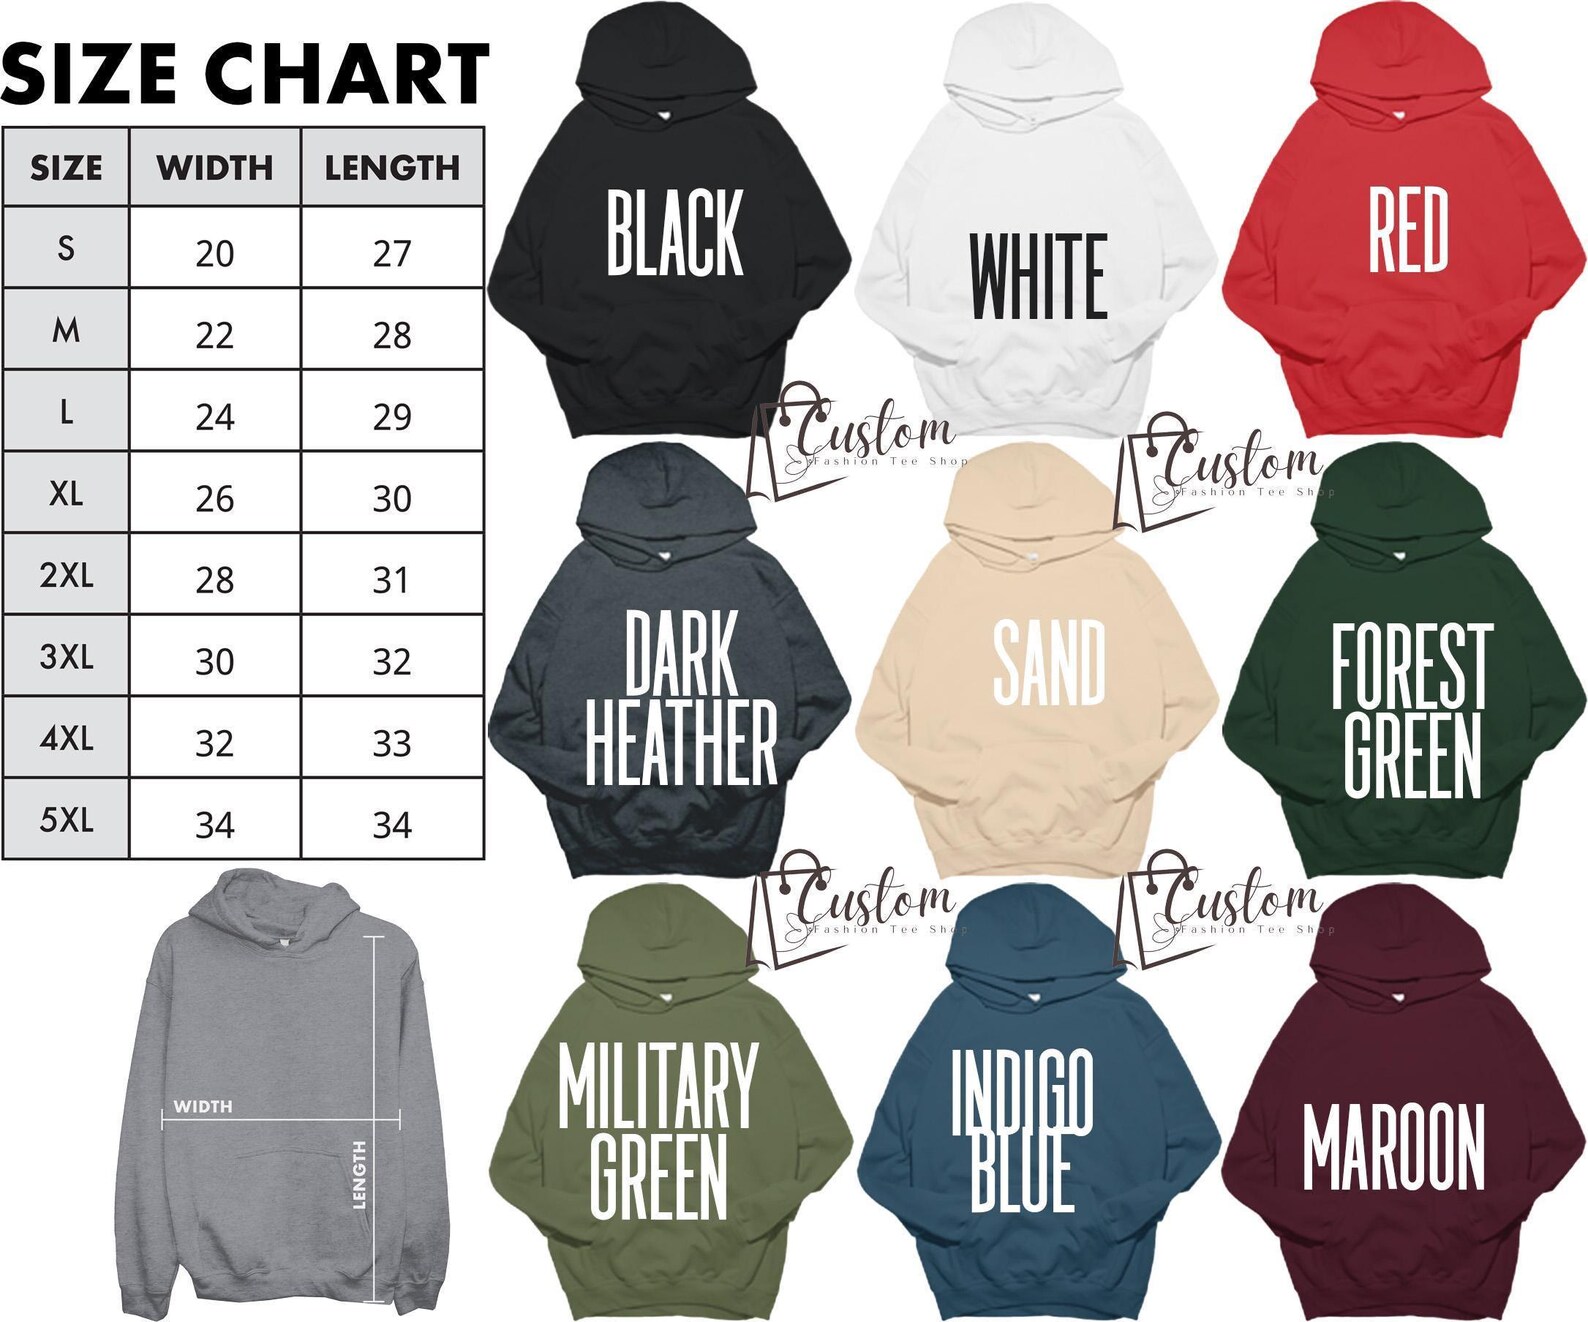 SIZE CHART
SIZE WIDTH LENGTH
S 20 27
M 22 28
L 24 29
XL 26 30
2XL 28 31
3XL 30 32
4XL 32 33
5XL 34 34
WIDTH
LENGTH
BLACK
WHITE
RED
Custom
Fashion Tee Shop
Custom
Fashion Tee Shop
DARK
HEATHER
SAND
FOREST
GREEN
Custom
Fashion Tee Shop
Custom
Fashion Tee Shop
MILITARY
GREEN
INDIGO
BLUE
MAROON